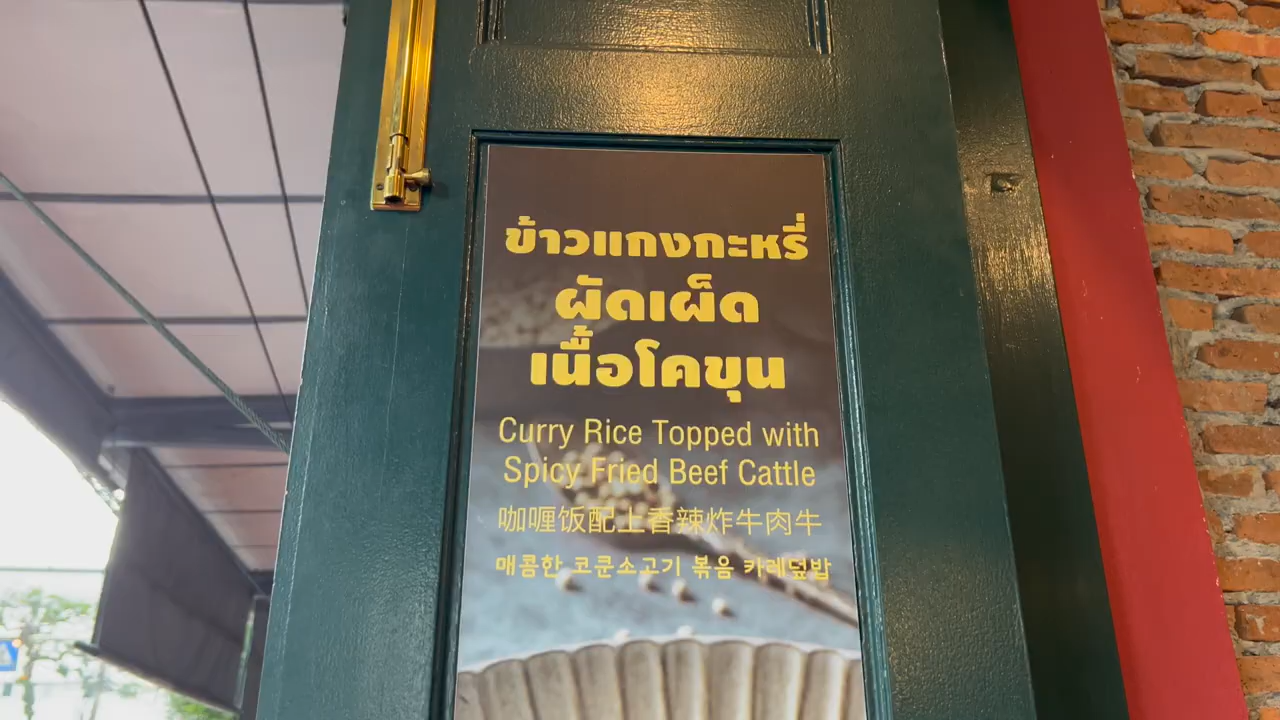 ข้าวแกงกะหรี่
ผัดเผ็ด
เนื้อโคขุน
Curry Rice Topped with
Spicy Fried Beef Cattle
咖喱饭配上香辣炸牛肉牛
매콤한 코쿤소고기 볶음 카레덮밥